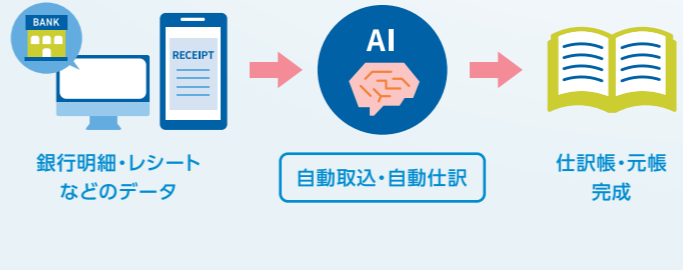 BANK
RECEIPT
AI
銀行明細・レシート
などのデータ
自動取込・自動仕訳
仕訳帳・元帳
完成